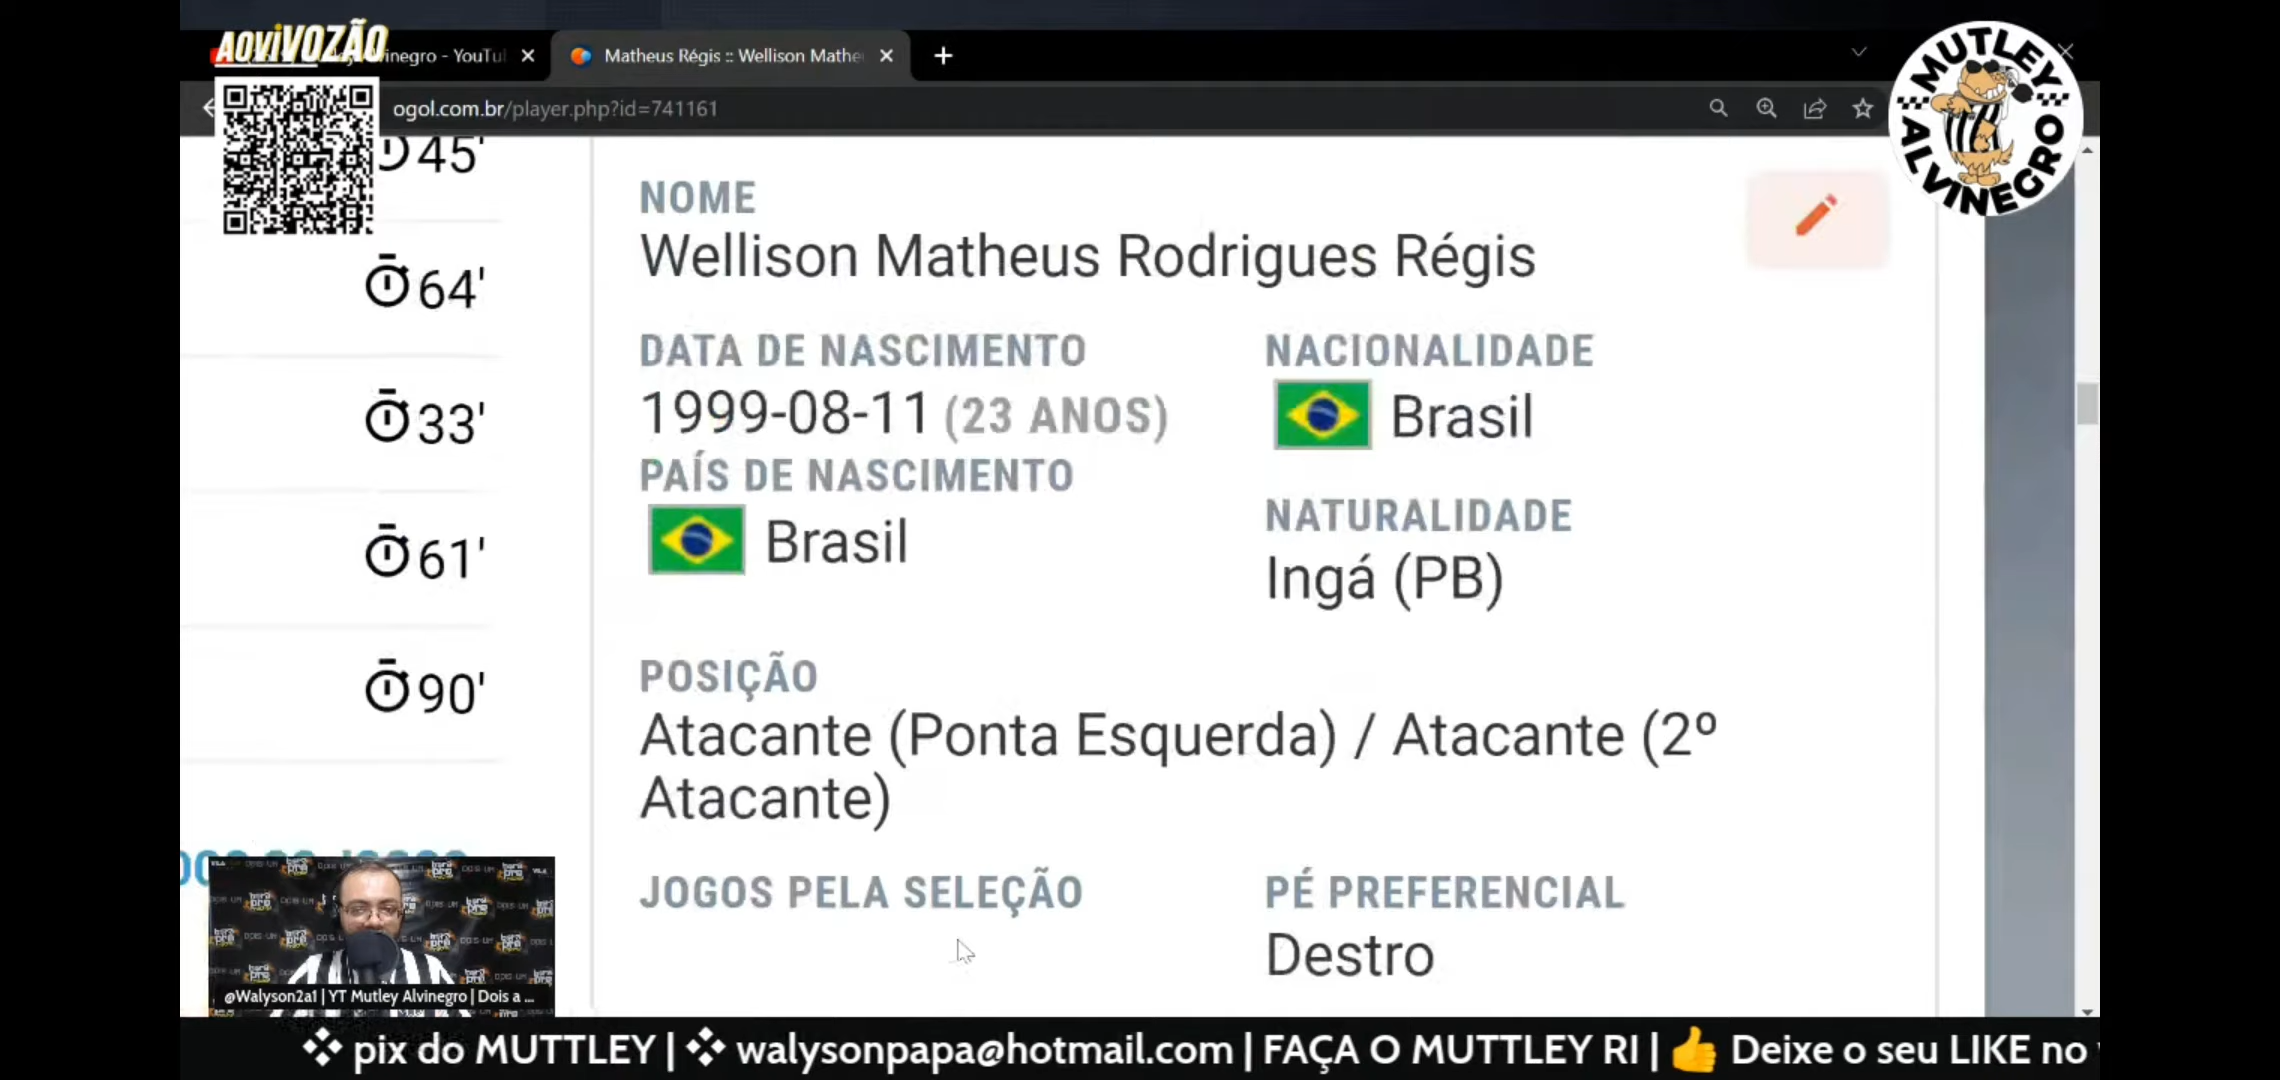 AOViVOZÃO
inegro - YouTu
Matheus Régis :: Wellison Mathe
ogol.com.br/player.php?id=741161
MUTLEY ALVINEGRO
45'
64'
33'
61'
90'
NOME
Wellison Matheus Rodrigues Régis
DATA DE NASCIMENTO
1999-08-11 (23 ANOS)
NACIONALIDADE
Brasil
PAÍS DE NASCIMENTO
Brasil
NATURALIDADE
Ingá (PB)
POSIÇÃO
Atacante (Ponta Esquerda) / Atacante (2º
Atacante)
JOGOS PELA SELEÇÃO
PÉ PREFERENCIAL
Destro
@Walyson2a1 | YT Mutley Alvinegro | Dois a ...
pix do MUTTLEY | walysonpapa@hotmail.com | FAÇA O MUTTLEY RI | 👍 Deixe o seu LIKE no